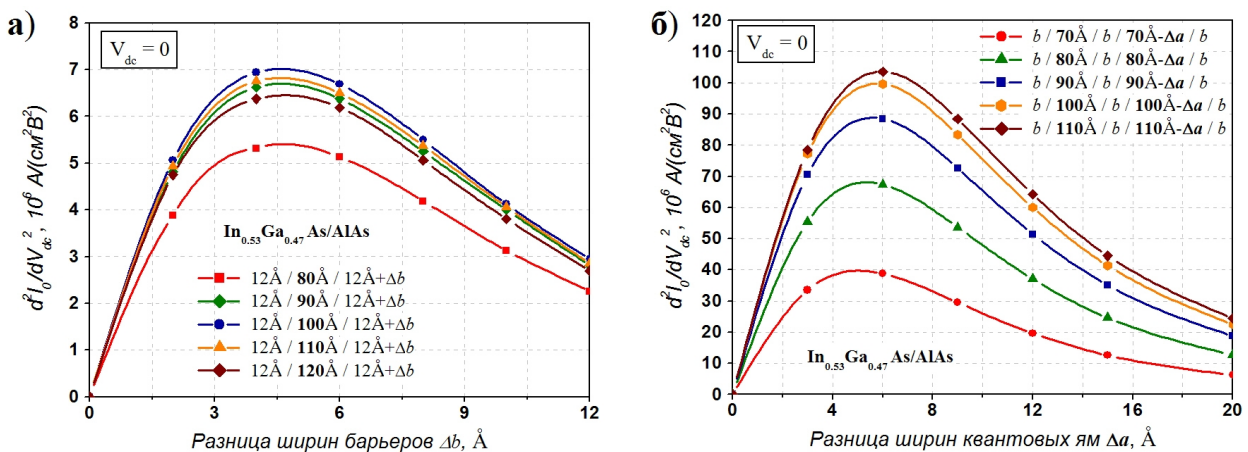 а)
V_dc = 0
d²I₀/dV_dc², 10⁶ А/(см²В²)
8
7
6
5
4
3
2
1
0
In₀.₅₃Ga₀.₄₇As/AlAs
12Å / 80Å / 12Å+Δb
12Å / 90Å / 12Å+Δb
12Å / 100Å / 12Å+Δb
12Å / 110Å / 12Å+Δb
12Å / 120Å / 12Å+Δb
0 3 6 9 12
Разница ширин барьеров Δb, Å
б)
V_dc = 0
d²I₀/dV_dc², 10⁶ А/(см²В²)
120
110
100
90
80
70
60
50
40
30
20
10
0
b / 70Å / b / 70Å-Δa / b
b / 80Å / b / 80Å-Δa / b
b / 90Å / b / 90Å-Δa / b
b / 100Å / b / 100Å-Δa / b
b / 110Å / b / 110Å-Δa / b
In₀.₅₃Ga₀.₄₇As/AlAs
0 4 8 12 16 20
Разница ширин квантовых ям Δa, Å